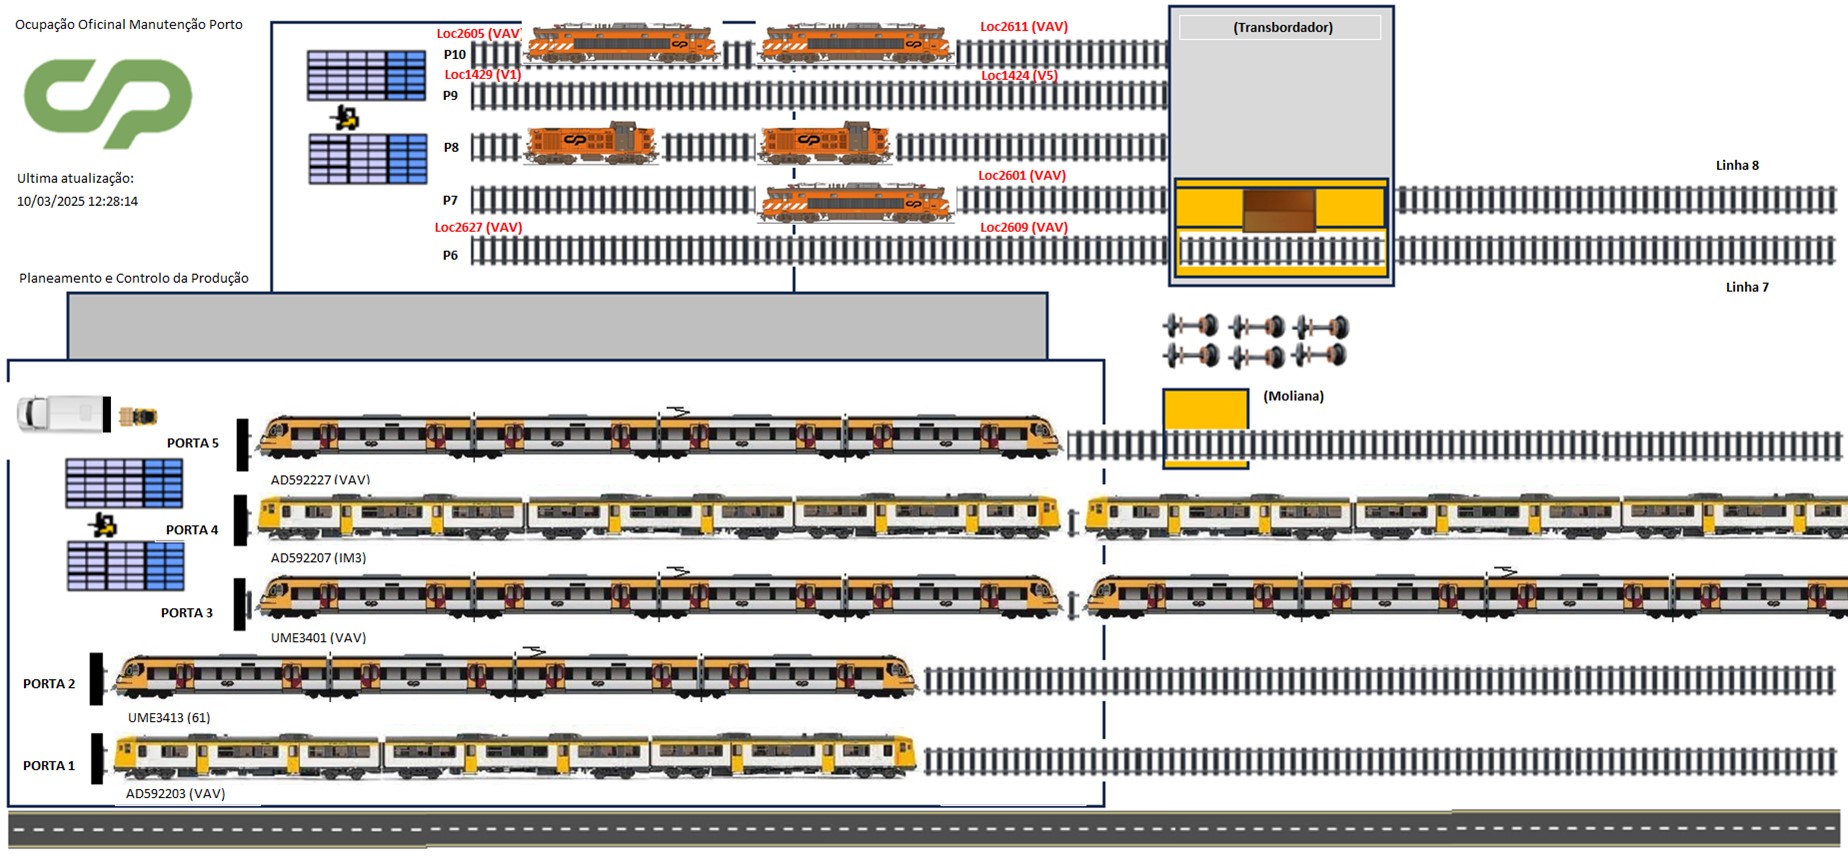 Ocupação Oficinal Manutenção Porto
Loc2605 (VAV)
Loc2611 (VAV)
(Transbordador)
P10
Loc1429 (V1)
Loc1424 (V5)
P9
P8
Ultima atualização:
10/03/2025 12:28:14
Loc2601 (VAV)
Linha 8
P7
Loc2627 (VAV)
Loc2609 (VAV)
P6
Planeamento e Controlo da Produção
Linha 7
(Moliana)
PORTA 5
AD592227 (VAV)
PORTA 4
AD592207 (IM3)
PORTA 3
UME3401 (VAV)
PORTA 2
UME3413 (61)
PORTA 1
AD592203 (VAV)